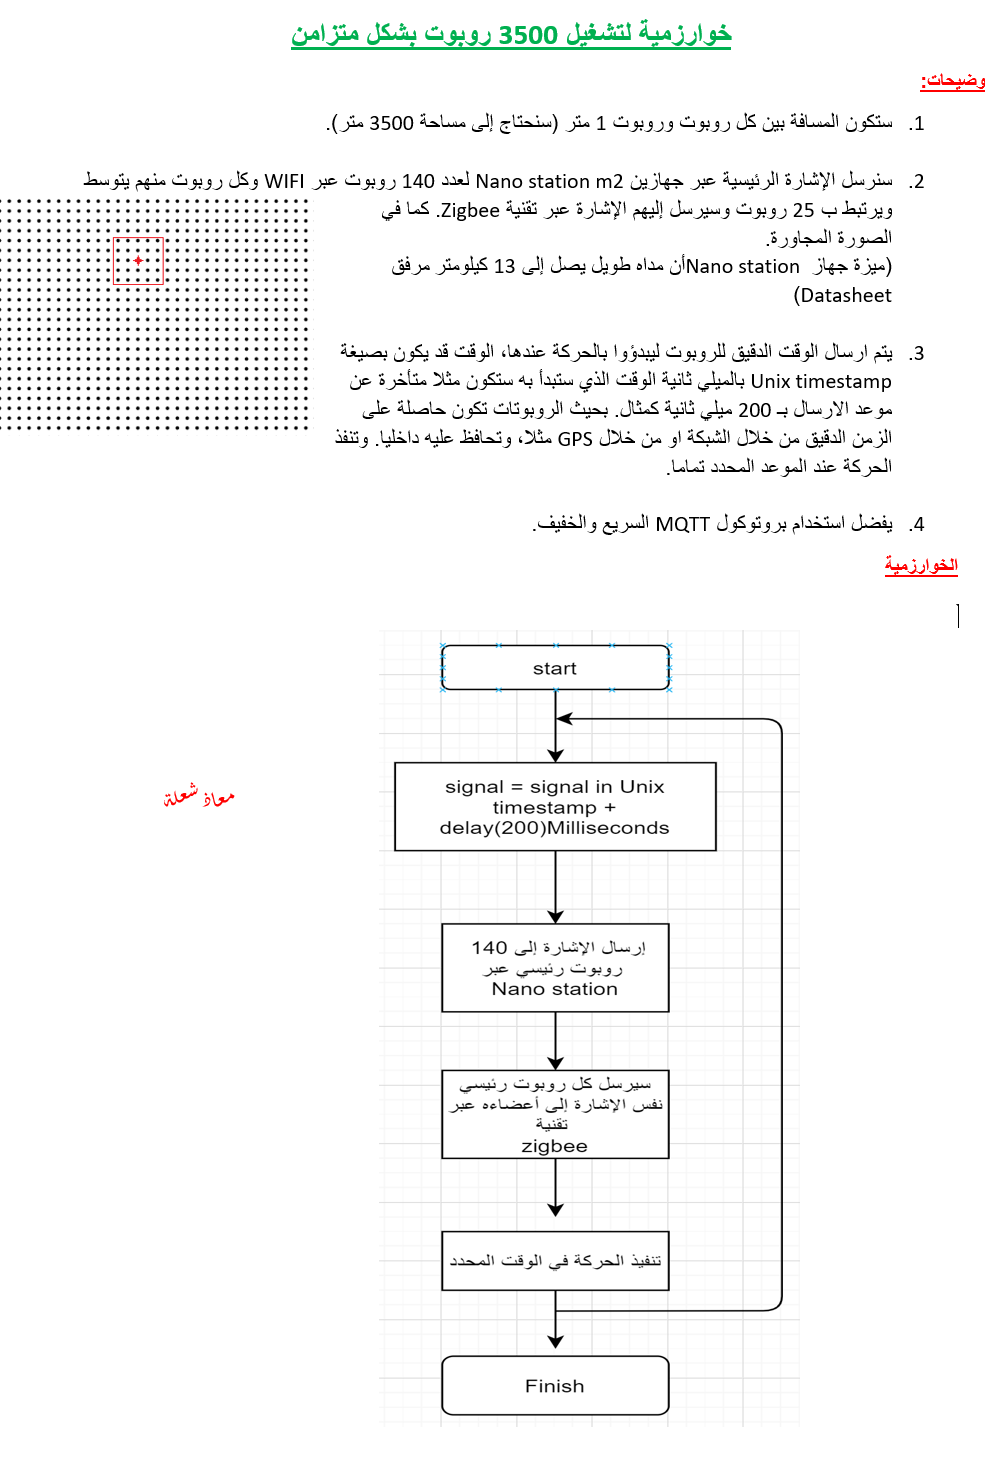 خوارزمية لتشغيل 3500 روبوت بشكل متزامن
وضيحات:
1. ستكون المسافة بين كل روبوت وروبوت 1 متر (سنحتاج إلى مساحة 3500 متر).
2. سنرسل الإشارة الرئيسية عبر جهازين Nano station m2 لعدد 140 روبوت عبر WIFI وكل روبوت منهم يتوسط
ويرتبط ب 25 روبوت وسيرسل إليهم الإشارة عبر تقنية Zigbee. كما في
الصورة المجاورة.
(ميزة جهاز Nano stationأن مداه طويل يصل إلى 13 كيلومتر مرفق
Datasheet)
3. يتم ارسال الوقت الدقيق للروبوت ليبدؤوا بالحركة عندها، الوقت قد يكون بصيغة
Unix timestamp بالميلي ثانية الوقت الذي ستبدأ به ستكون مثلا متأخرة عن
موعد الارسال بـ 200 ميلي ثانية كمثال. بحيث الروبوتات تكون حاصلة على
الزمن الدقيق من خلال الشبكة او من خلال GPS مثلا، وتحافظ عليه داخليا. وتنفذ
الحركة عند الموعد المحدد تماما.
4. يفضل استخدام بروتوكول MQTT السريع والخفيف.
الخوارزمية
start
signal = signal in Unix
timestamp +
delay(200)Milliseconds
معاذ شعلة
إرسال الإشارة إلى 140
روبوت رئيسي عبر
Nano station
سيرسل كل روبوت رئيسي
نفس الإشارة إلى أعضاءه عبر
تقنية
zigbee
تنفيذ الحركة في الوقت المحدد
Finish